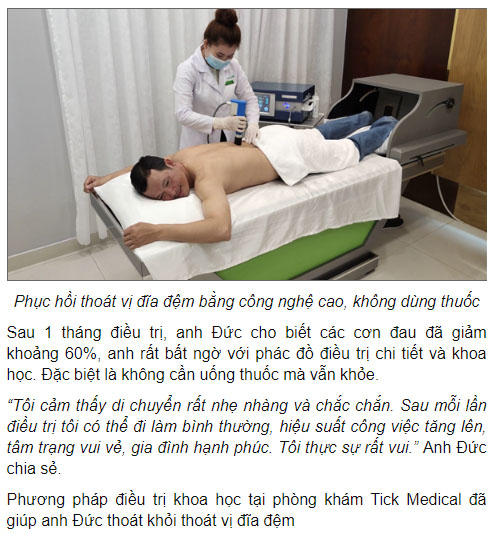 Phục hồi thoát vị đĩa đệm bằng công nghệ cao, không dùng thuốc
Sau 1 tháng điều trị, anh Đức cho biết các cơn đau đã giảm
khoảng 60%, anh rất bất ngờ với phác đồ điều trị chi tiết và khoa
học. Đặc biệt là không cần uống thuốc mà vẫn khỏe.
“Tôi cảm thấy di chuyển rất nhẹ nhàng và chắc chắn. Sau mỗi lần
điều trị tôi có thể đi làm bình thường, hiệu suất công việc tăng lên,
tâm trạng vui vẻ, gia đình hạnh phúc. Tôi thực sự rất vui.” Anh Đức
chia sẻ.
Phương pháp điều trị khoa học tại phòng khám Tick Medical đã
giúp anh Đức thoát khỏi thoát vị đĩa đệm